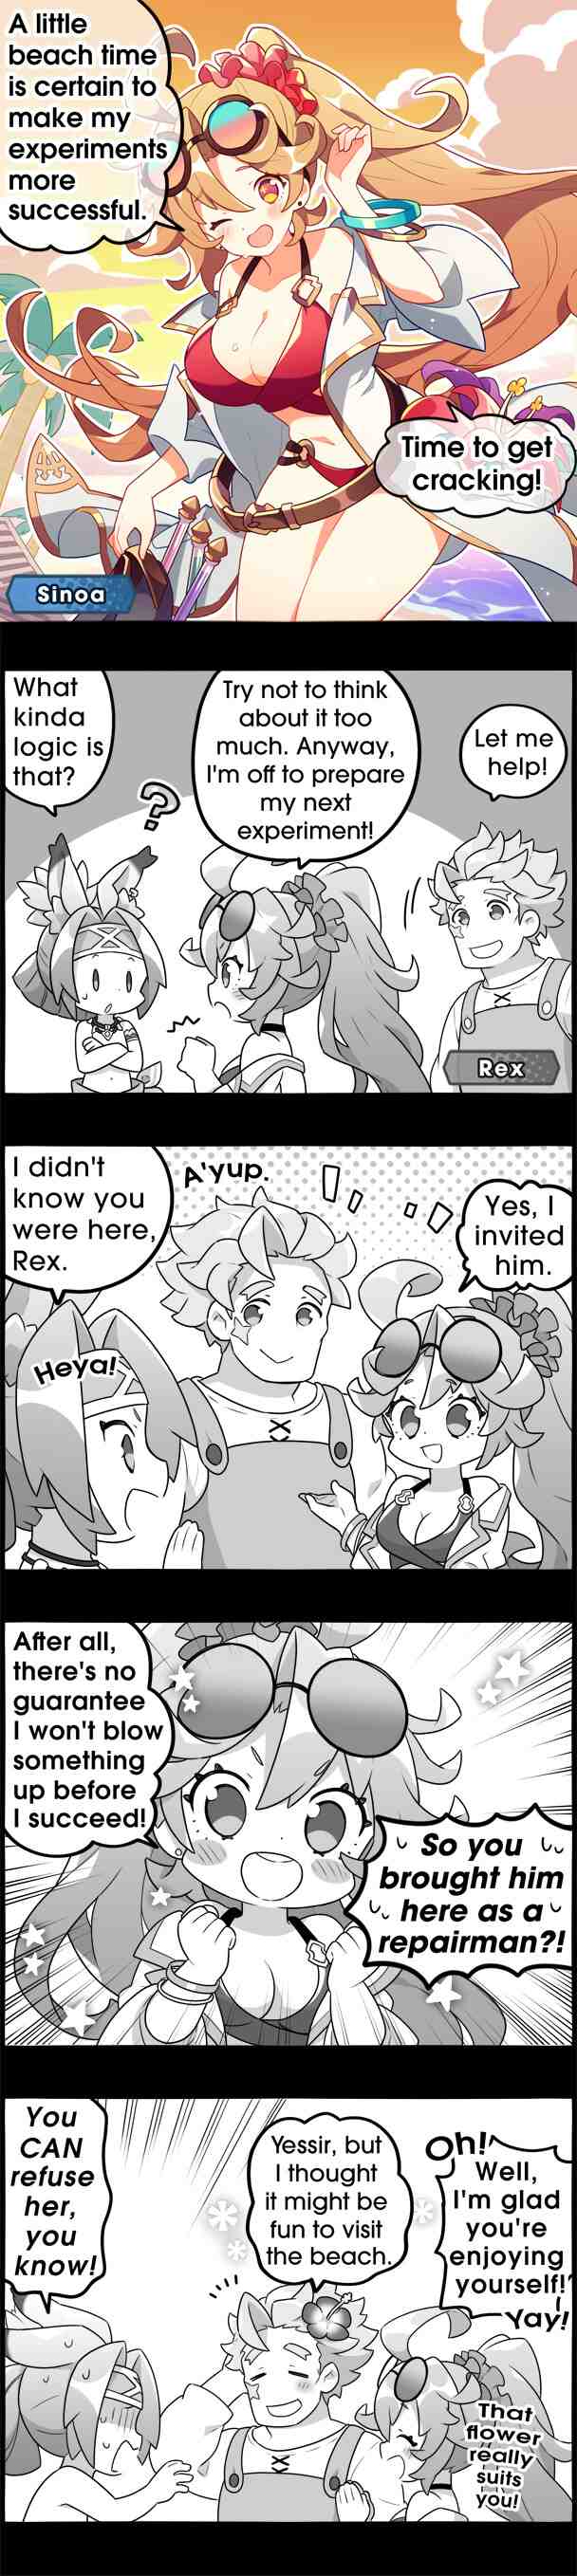 A little
beach time
is certain to
make my
experiments
more
successful.
Time to get
cracking!
Sinoa
What
kinda
logic is
that?
?
Try not to think
about it too
much. Anyway,
I'm off to prepare
my next
experiment!
Let me
help!
Rex
I didn't
know you
were here,
Rex.
A'yup.
Yes, I
invited
him.
Heya!
After all,
there's no
guarantee
I won't blow
something
up before
I succeed!
So you
brought him
here as a
repairman?!
You
CAN
refuse
her,
you
know!
Yessir, but
I thought
it might be
fun to visit
the beach.
Oh!
Well,
I'm glad
you're
enjoying
yourself!
Yay!
That
flower
really
suits
you!